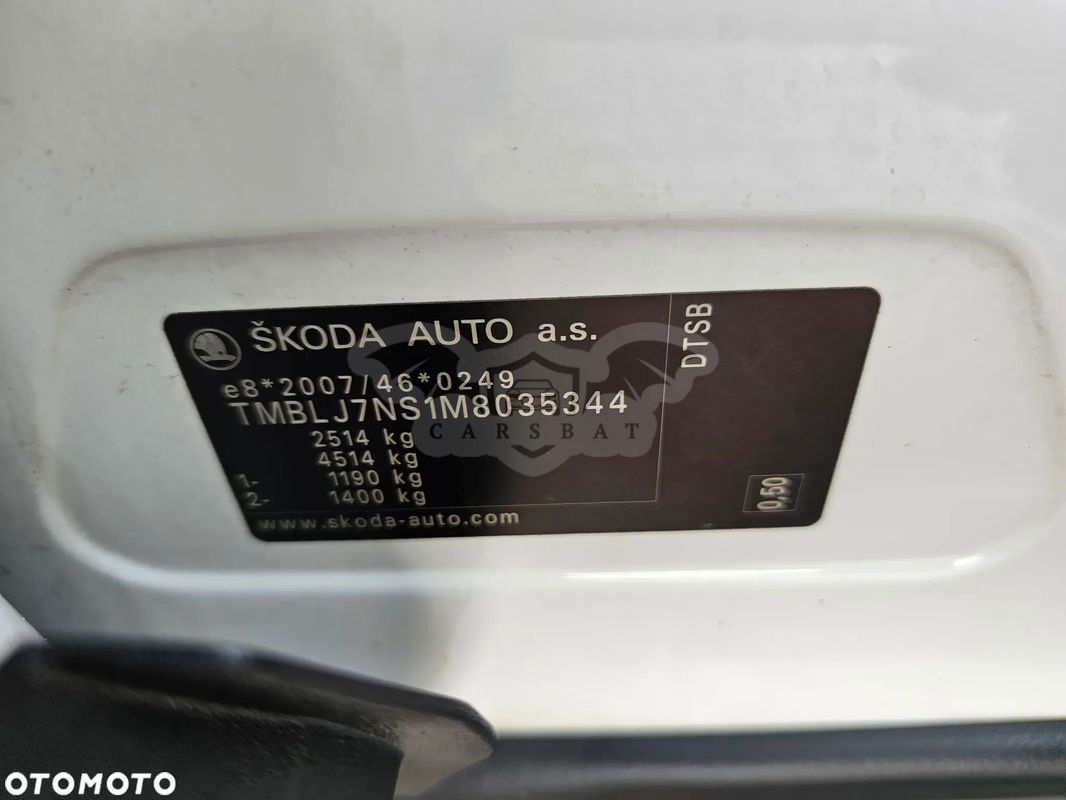 ŠKODA AUTO a.s.
e8*2007/46*0249
TMBLJ7NS1M8035344
2514 kg
4514 kg
1- 1190 kg
2- 1400 kg
www.skoda-auto.com
DTSB
0,50
CARSBAT
OTOMOTO